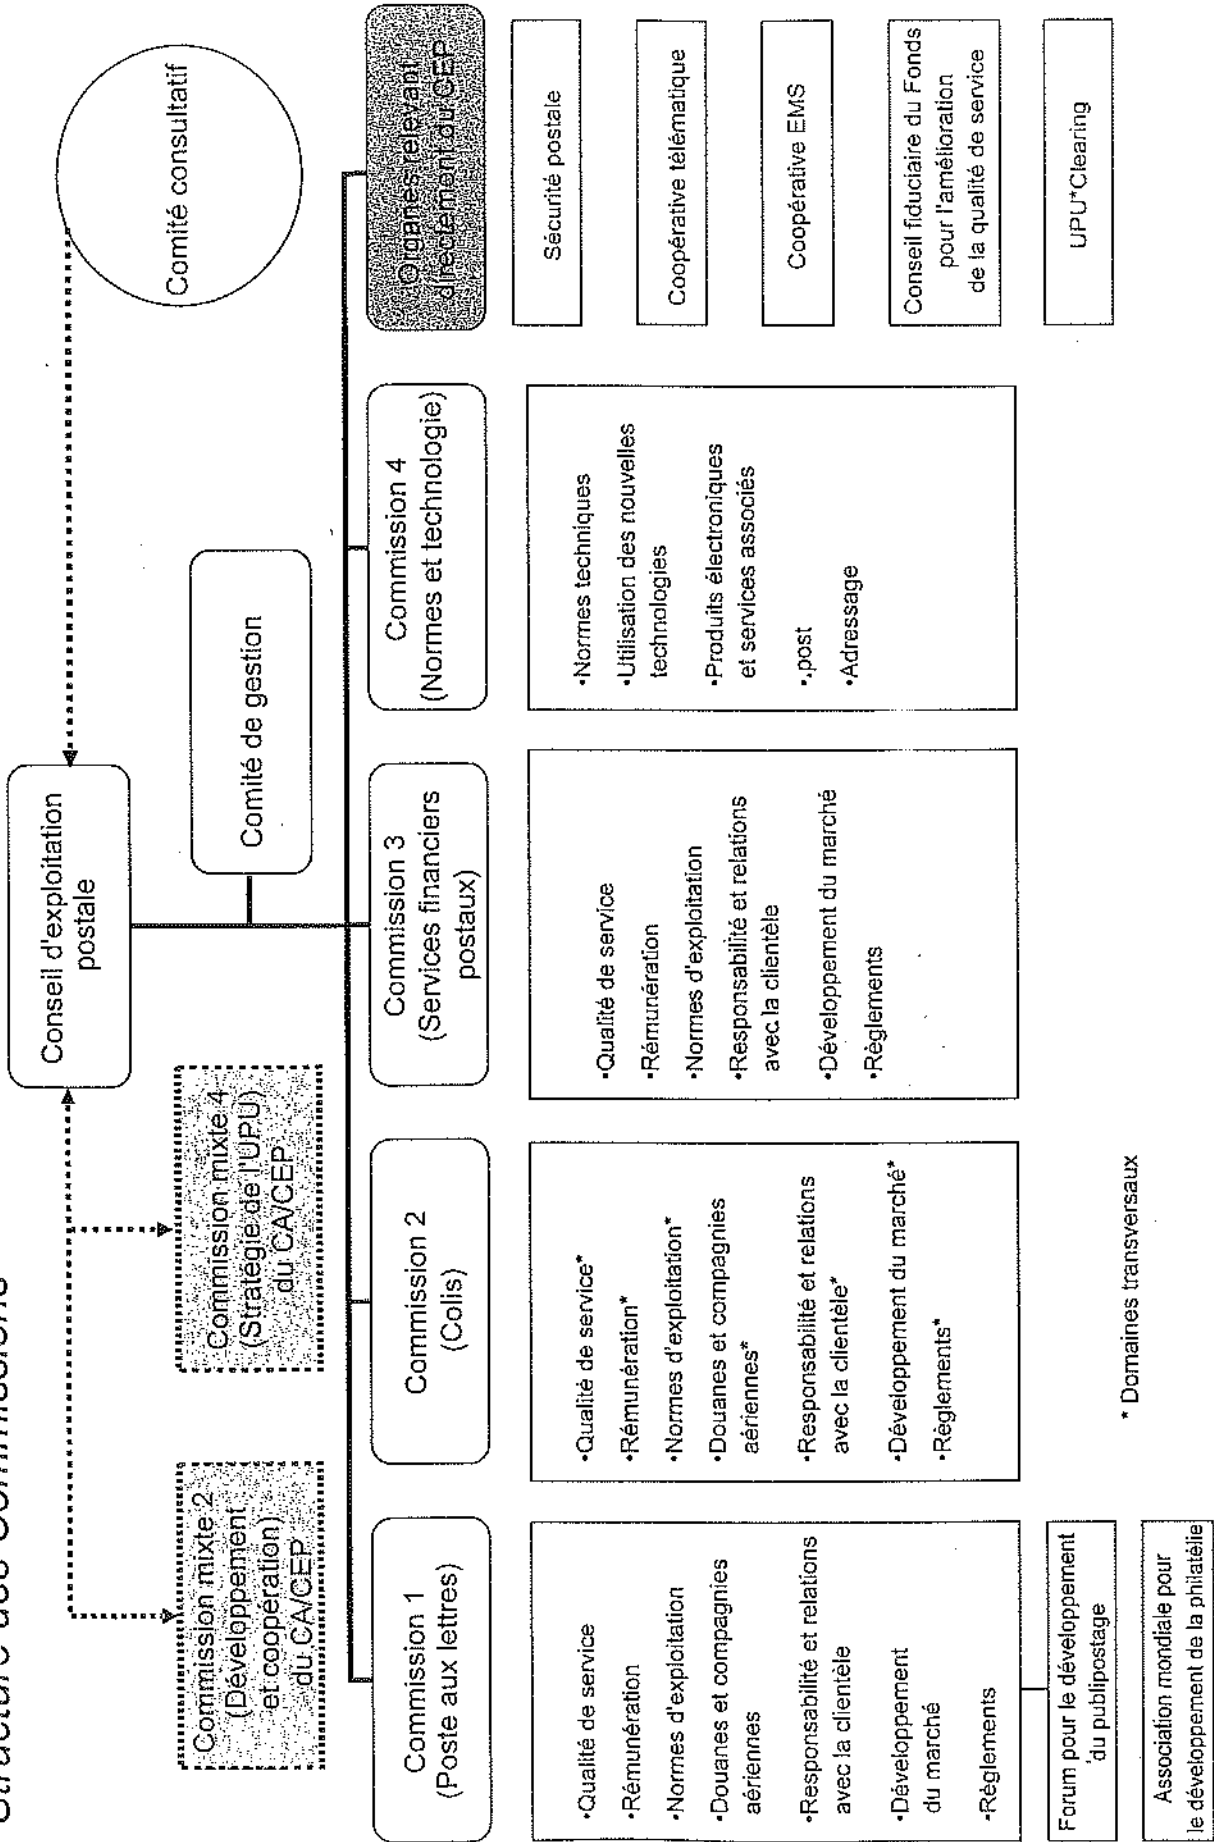 Structure des Commissions
Conseil d'exploitation
postale
Comité consultatif
Comité de gestion
Commission mixte 2
(Développement
et coopération)
du CA/CEP
Commission mixte 4
(Stratégie de l'UPU)
du CA/CEP
Commission 1
(Poste aux lettres)
•Qualité de service
•Rémunération
•Normes d'exploitation
•Douanes et compagnies
aériennes
•Responsabilité et relations
avec la clientèle
•Développement
du marché
•Règlements
Forum pour le développement
du publipostage
Association mondiale pour
le développement de la philatélie
Commission 2
(Colis)
•Qualité de service*
•Rémunération*
•Normes d'exploitation*
•Douanes et compagnies
aériennes*
•Responsabilité et relations
avec la clientèle*
•Développement du marché*
•Règlements*
Commission 3
(Services financiers
postaux)
•Qualité de service
•Rémunération
•Normes d'exploitation
•Responsabilité et relations
avec la clientèle
•Développement du marché
•Règlements
Commission 4
(Normes et technologie)
•Normes techniques
•Utilisation des nouvelles
technologies
•Produits électroniques
et services associés
•.post
•Adressage
Organes relevant
directement du CEP
Sécurité postale
Coopérative télématique
Coopérative EMS
Conseil fiduciaire du Fonds
pour l'amélioration
de la qualité de service
UPU*Clearing
* Domaines transversaux